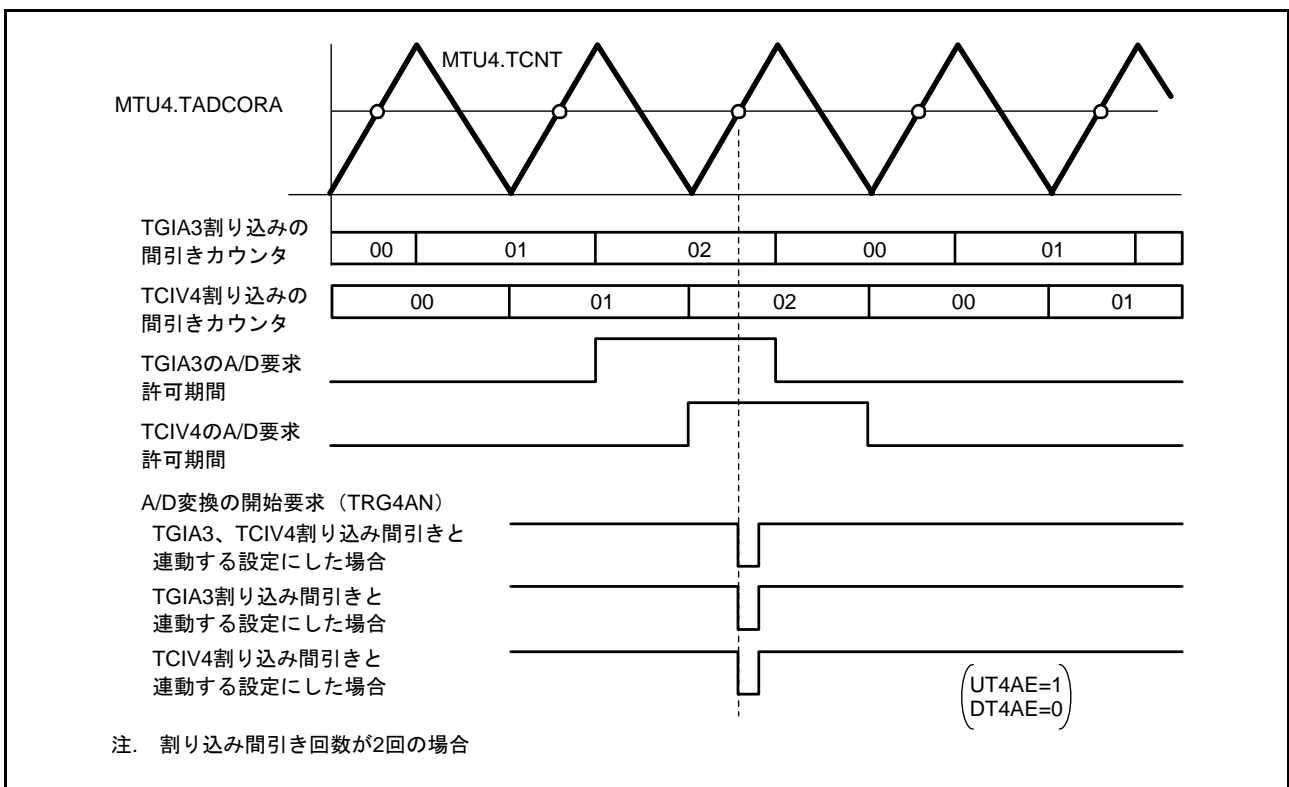 MTU4.TCNT
MTU4.TADCORA
TGIA3割り込みの
間引きカウンタ
00 01 02 00 01
TCIV4割り込みの
間引きカウンタ
00 01 02 00 01
TGIA3のA/D要求
許可期間
TCIV4のA/D要求
許可期間
A/D変換の開始要求（TRG4AN）
TGIA3、TCIV4割り込み間引きと
連動する設定にした場合
TGIA3割り込み間引きと
連動する設定にした場合
TCIV4割り込み間引きと
連動する設定にした場合
UT4AE=1
DT4AE=0
注. 割り込み間引き回数が2回の場合